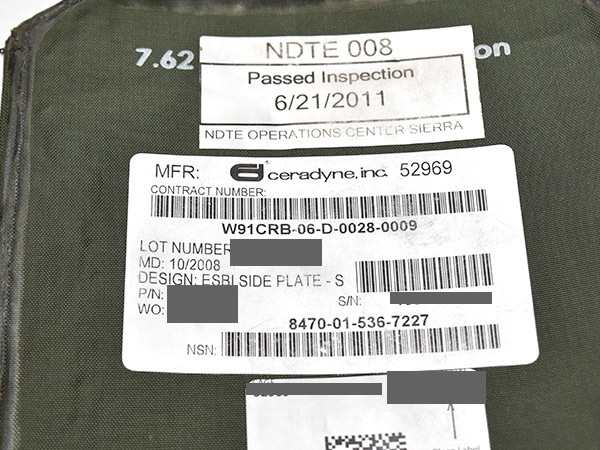 NDTE 008
7.62 on
Passed Inspection
6/21/2011
NDTE OPERATIONS CENTER SIERRA
MFR: ceradyne, inc. 52969
CONTRACT NUMBER:
W91CRB-06-D-0028-0009
LOT NUMBER
MD: 10/2008
DESIGN: ESBI SIDE PLATE - S
P/N:
S/N:
WO:
8470-01-536-7227
NSN: